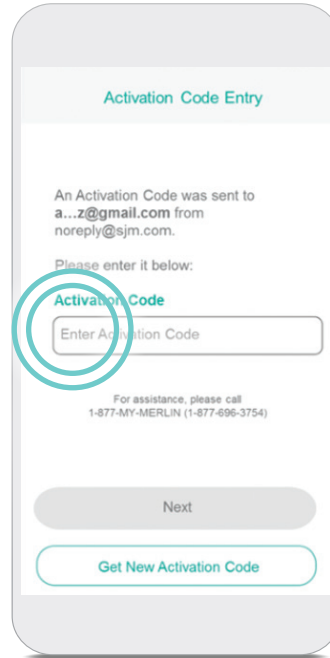 Activation Code Entry
An Activation Code was sent to
a...z@gmail.com from
noreply@sjm.com.
Please enter it below:
Activation Code
Enter Activation Code
For assistance, please call
1-877-MY-MERLIN (1-877-696-3754)
Next
Get New Activation Code